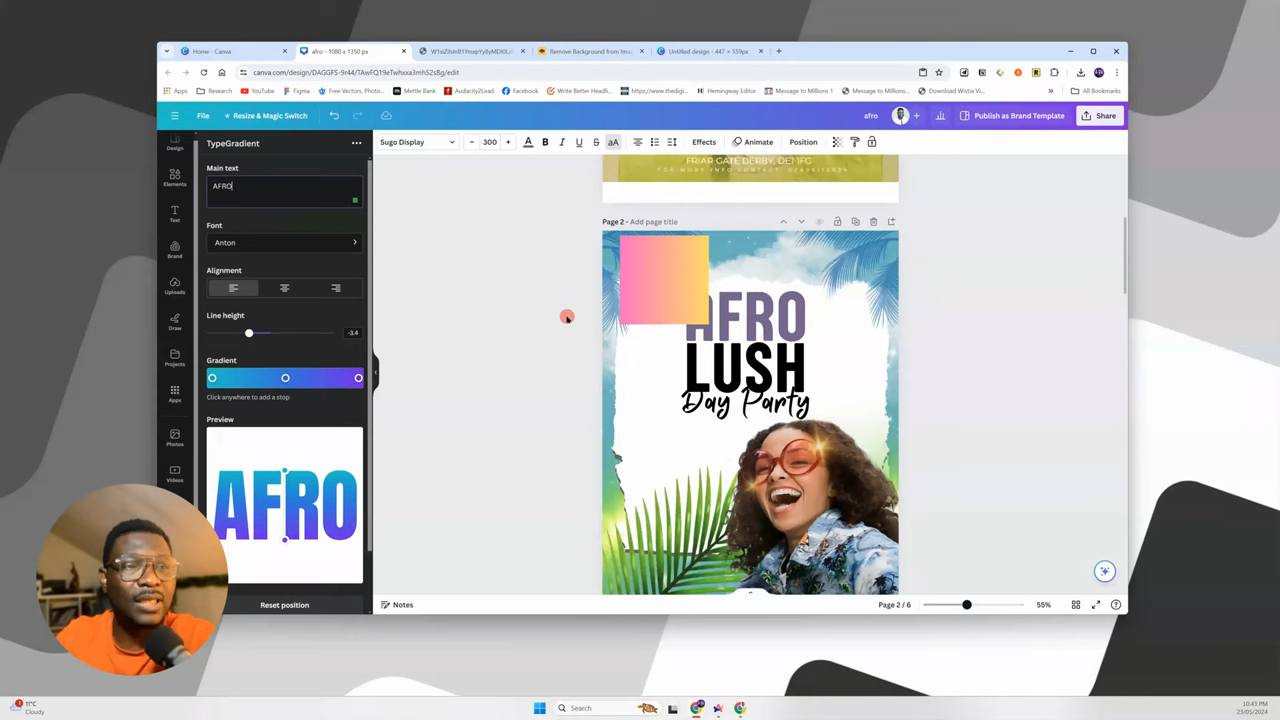 Home - Canva
afro - 1080 x 1350 px
Remove Background from Imag
Untitled design - 447 × 559px
canva.com/design/DAGGFS-9r44/TAwFQ19eTwhxxa3mhS2sBg/edit
Apps
Research
YouTube
Figma
Free Vectors, Photo...
Mettle Bank
Audacity2Lead
Facebook
Write Better Headli...
https://www.thedigi...
Hemingway Editor
Message to Millions 1
Message to Millions...
Download Wistia Vi...
All Bookmarks
File
Resize & Magic Switch
afro
Publish as Brand Template
Share
Design
Elements
Text
Brand
Uploads
Draw
Projects
Apps
Photos
Videos
TypeGradient
Main text
AFRO
Font
Anton
Alignment
Line height
-3.4
Gradient
Click anywhere to add a stop
Preview
AFRO
Reset position
Sugo Display
300
B
I
U
S
aA
Effects
Animate
Position
FRIAR GATE DERBY, DE1 1FG
Page 2 - Add page title
AFRO
LUSH
Day Party
Notes
Page 2 / 6
55%
11°C
Cloudy
Search
10:43 PM
23/05/2024